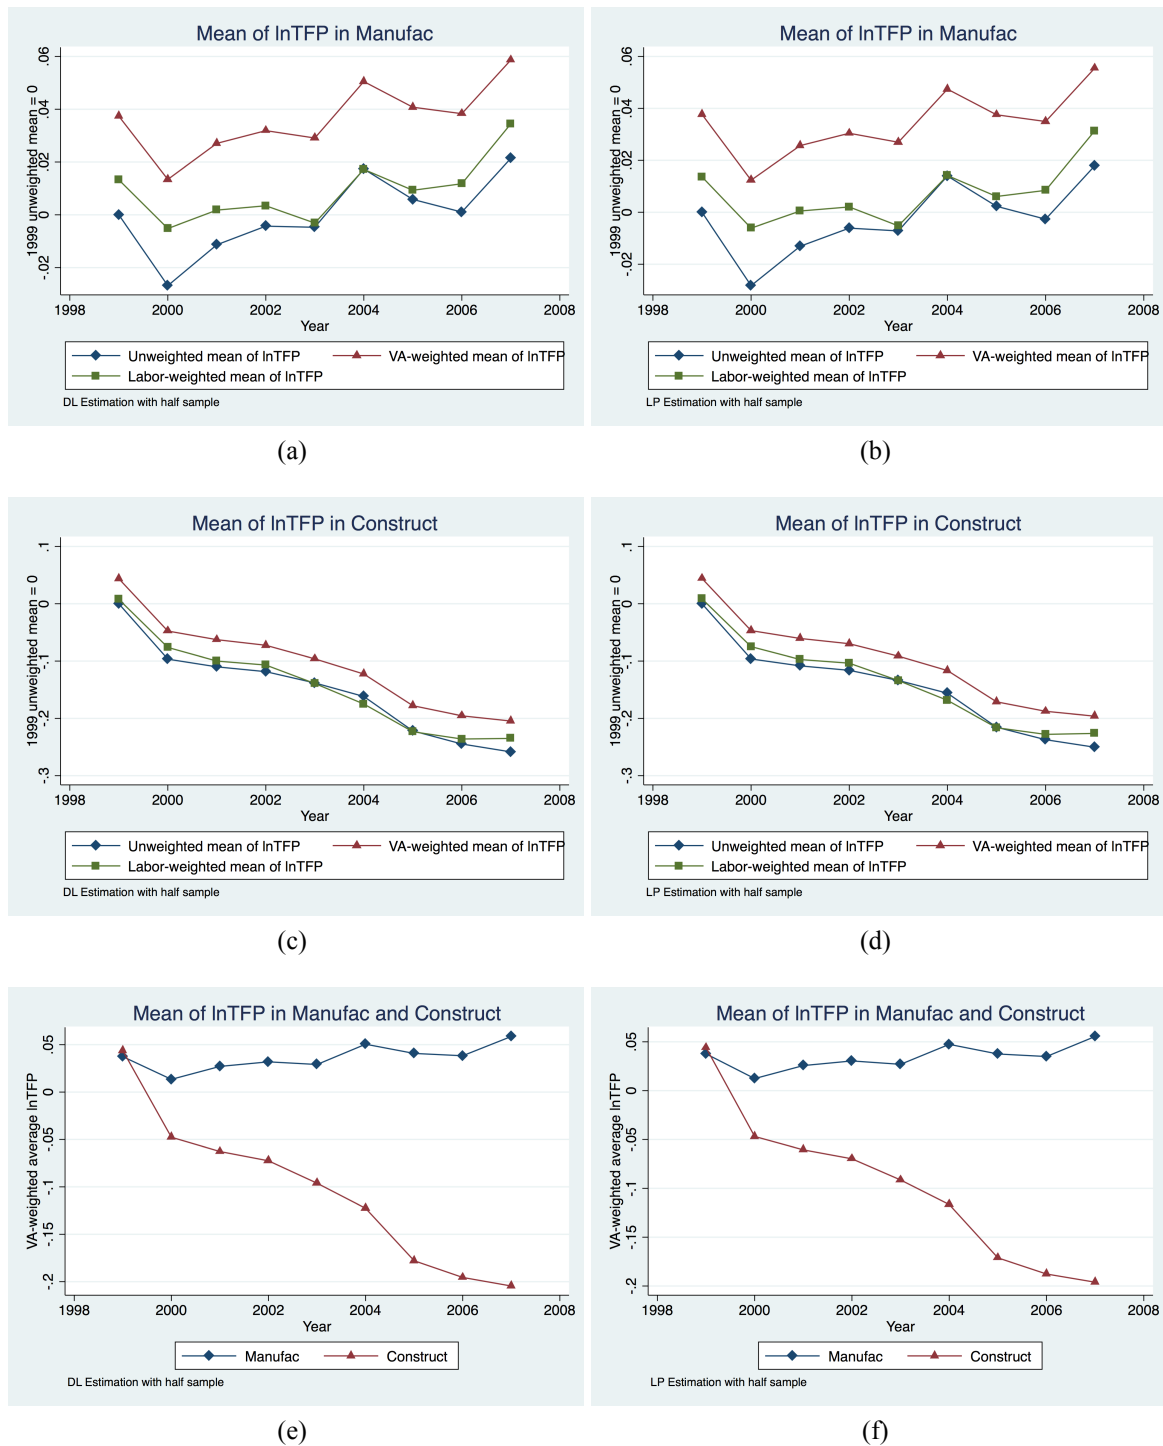 Mean of lnTFP in Manufac
1999 unweighted mean = 0
.06
.04
.02
0
-.02
1998 2000 2002 2004 2006 2008
Year
Unweighted mean of lnTFP VA-weighted mean of lnTFP
Labor-weighted mean of lnTFP
DL Estimation with half sample
(a)
Mean of lnTFP in Manufac
1999 unweighted mean = 0
.06
.04
.02
0
-.02
1998 2000 2002 2004 2006 2008
Year
Unweighted mean of lnTFP VA-weighted mean of lnTFP
Labor-weighted mean of lnTFP
LP Estimation with half sample
(b)
Mean of lnTFP in Construct
1999 unweighted mean = 0
.1
0
-.1
-.2
-.3
1998 2000 2002 2004 2006 2008
Year
Unweighted mean of lnTFP VA-weighted mean of lnTFP
Labor-weighted mean of lnTFP
DL Estimation with half sample
(c)
Mean of lnTFP in Construct
1999 unweighted mean = 0
.1
0
-.1
-.2
-.3
1998 2000 2002 2004 2006 2008
Year
Unweighted mean of lnTFP VA-weighted mean of lnTFP
Labor-weighted mean of lnTFP
LP Estimation with half sample
(d)
Mean of lnTFP in Manufac and Construct
VA-weighted average lnTFP
.05
0
-.05
-.1
-.15
-.2
1998 2000 2002 2004 2006 2008
Year
Manufac Construct
DL Estimation with half sample
(e)
Mean of lnTFP in Manufac and Construct
VA-weighted average lnTFP
.05
0
-.05
-.1
-.15
-.2
1998 2000 2002 2004 2006 2008
Year
Manufac Construct
LP Estimation with half sample
(f)